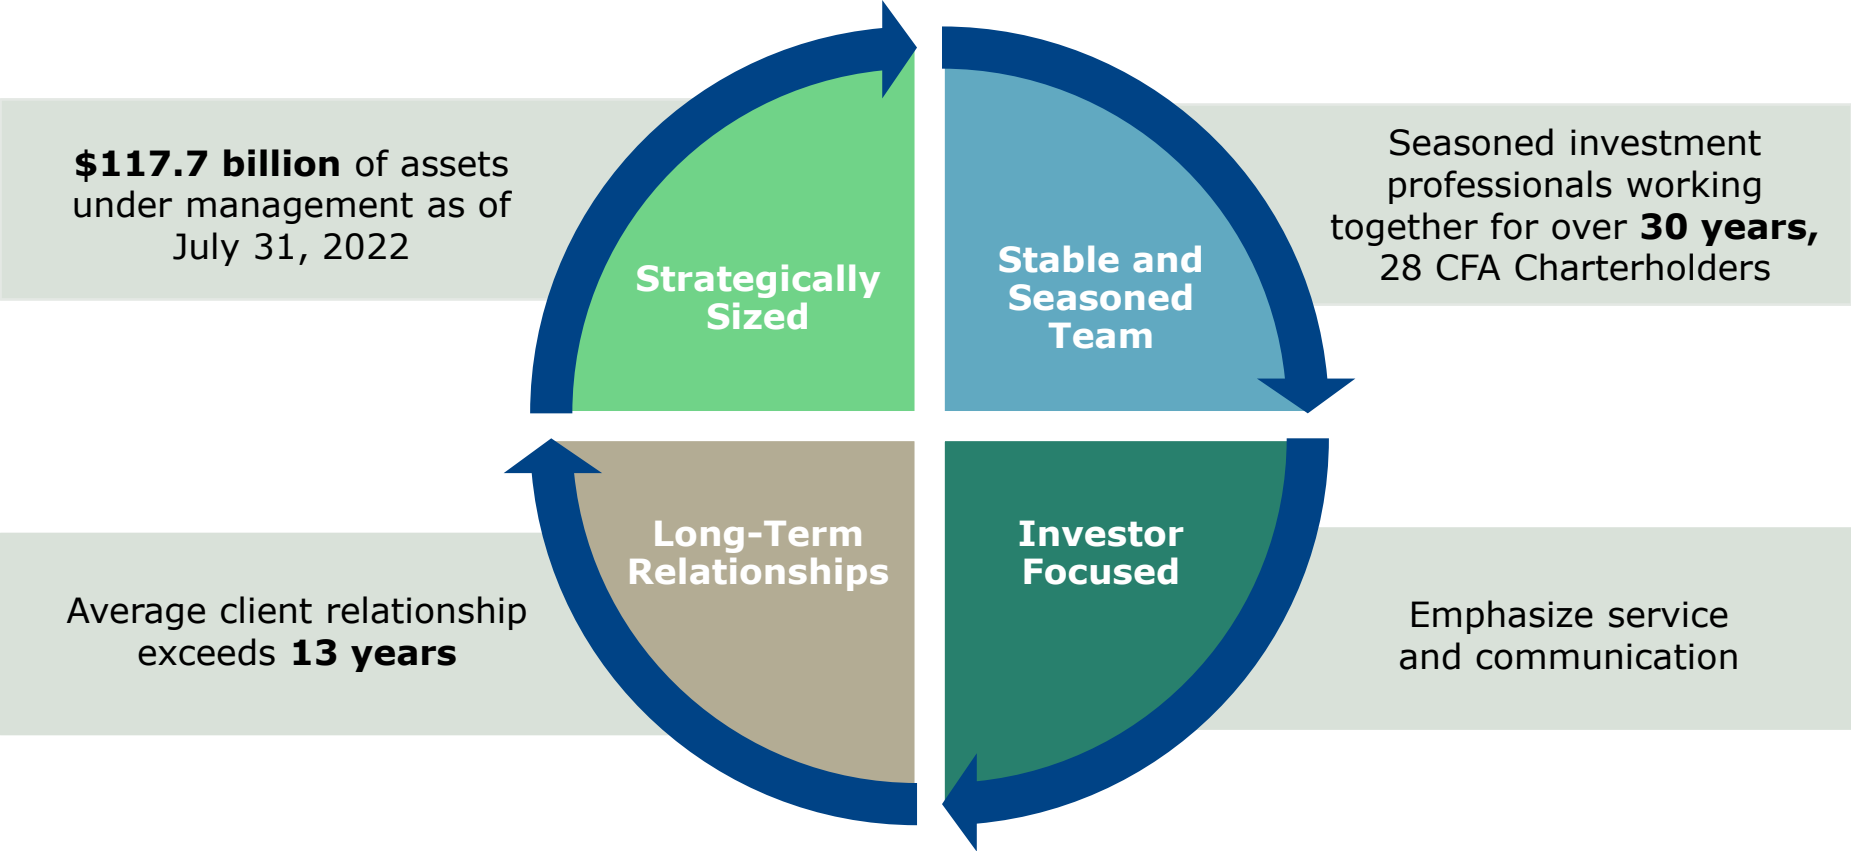 $117.7 billion of assets
under management as of
July 31, 2022
Strategically
Sized
Stable and
Seasoned
Team
Seasoned investment
professionals working
together for over 30 years,
28 CFA Charterholders
Long-Term
Relationships
Investor
Focused
Average client relationship
exceeds 13 years
Emphasize service
and communication